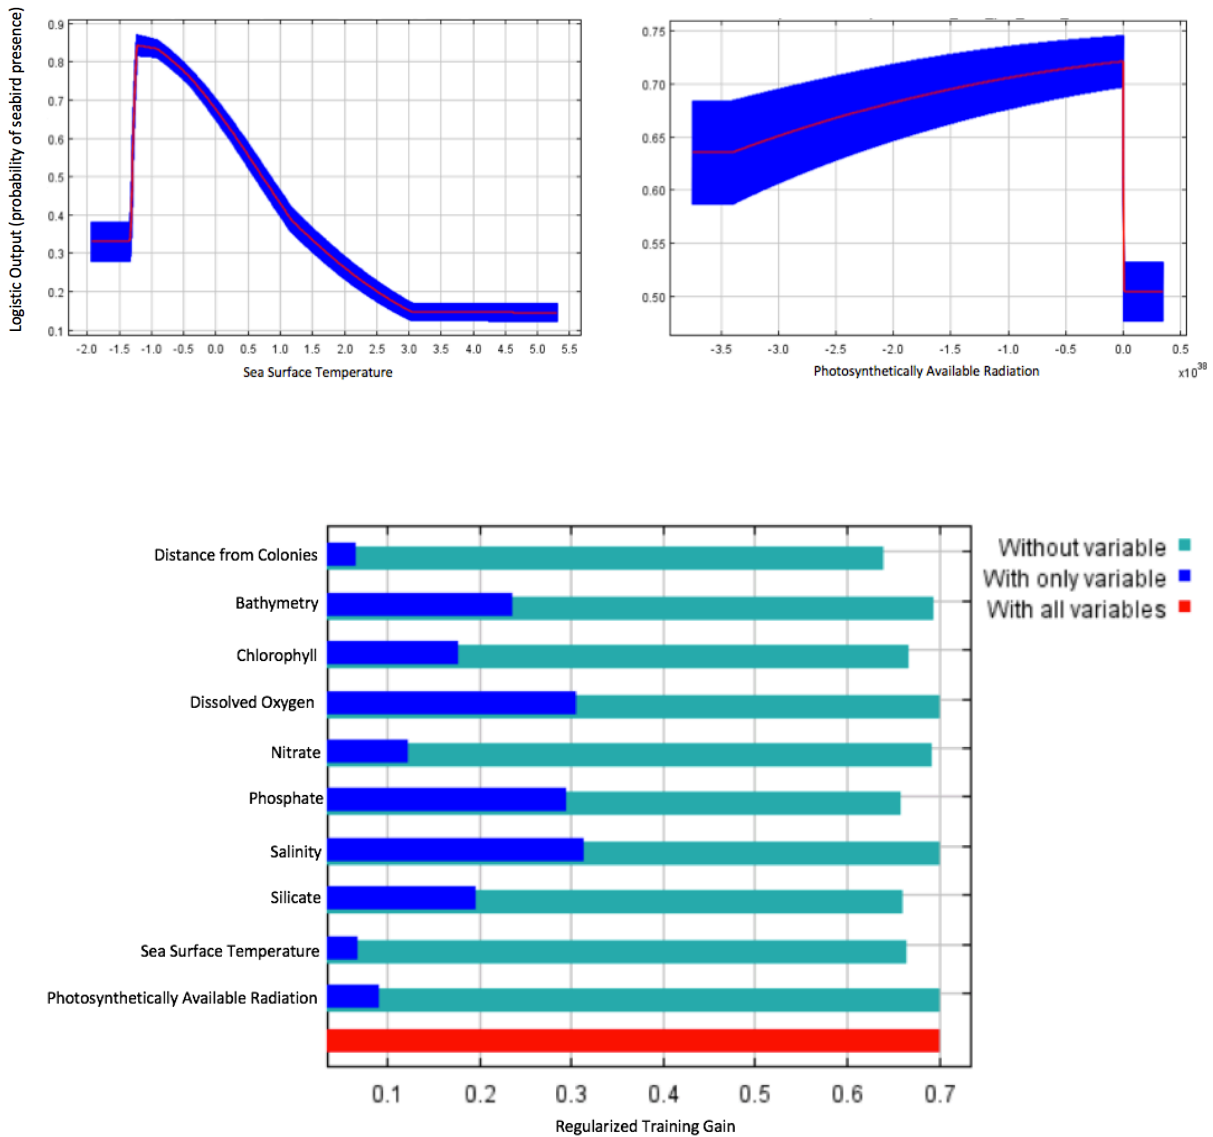 Logistic Output (probability of seabird presence)
0.9
0.8
0.7
0.6
0.5
0.4
0.3
0.2
0.1
-2.0 -1.5 -1.0 -0.5 0.0 0.5 1.0 1.5 2.0 2.5 3.0 3.5 4.0 4.5 5.0 5.5
Sea Surface Temperature
0.75
0.70
0.65
0.60
0.55
0.50
-3.5 -3.0 -2.5 -2.0 -1.5 -1.0 -0.5 0.0 0.5
Photosynthetically Available Radiation
x10^38
Distance from Colonies
Bathymetry
Chlorophyll
Dissolved Oxygen
Nitrate
Phosphate
Salinity
Silicate
Sea Surface Temperature
Photosynthetically Available Radiation
0.1 0.2 0.3 0.4 0.5 0.6 0.7
Regularized Training Gain
Without variable
With only variable
With all variables